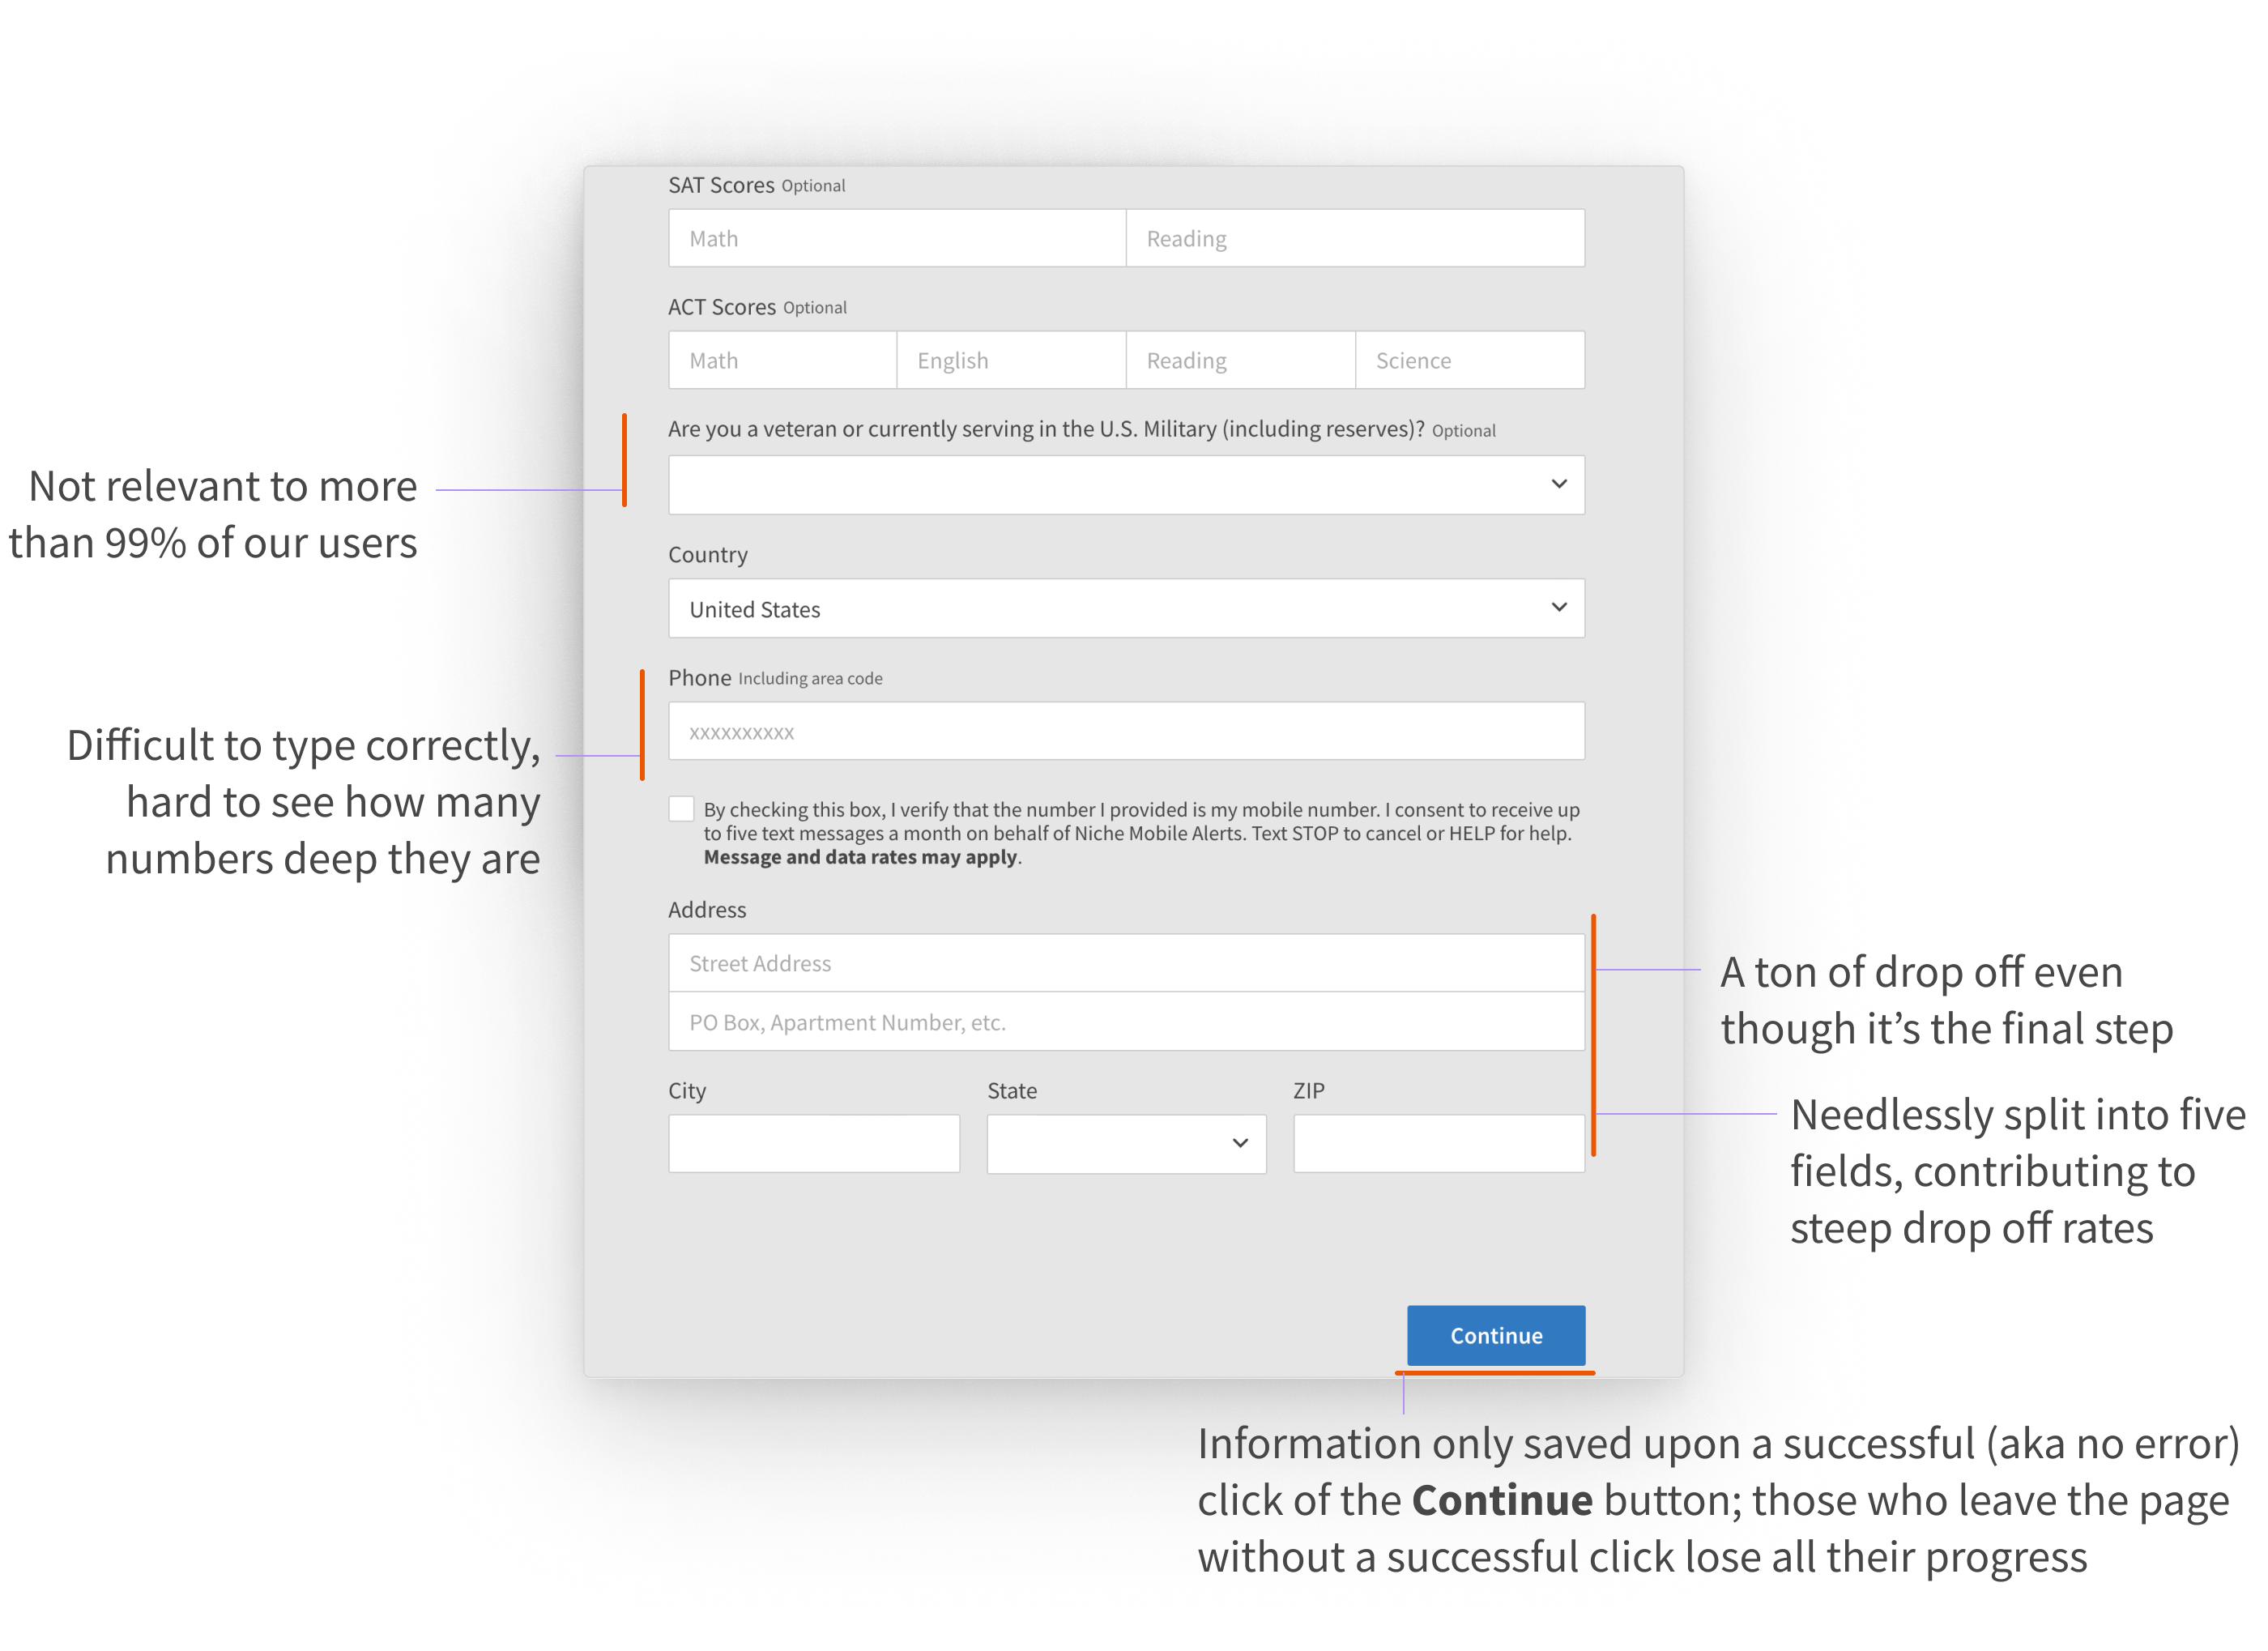 SAT Scores Optional
Math
Reading
ACT Scores Optional
Math
English
Reading
Science
Are you a veteran or currently serving in the U.S. Military (including reserves)? Optional
Not relevant to more
than 99% of our users
Country
United States
Phone Including area code
xxxxxxxxxx
Difficult to type correctly,
hard to see how many
numbers deep they are
By checking this box, I verify that the number I provided is my mobile number. I consent to receive up
to five text messages a month on behalf of Niche Mobile Alerts. Text STOP to cancel or HELP for help.
Message and data rates may apply.
Address
Street Address
PO Box, Apartment Number, etc.
A ton of drop off even
though it’s the final step
City
State
ZIP
Needlessly split into five
fields, contributing to
steep drop off rates
Continue
Information only saved upon a successful (aka no error)
click of the Continue button; those who leave the page
without a successful click lose all their progress